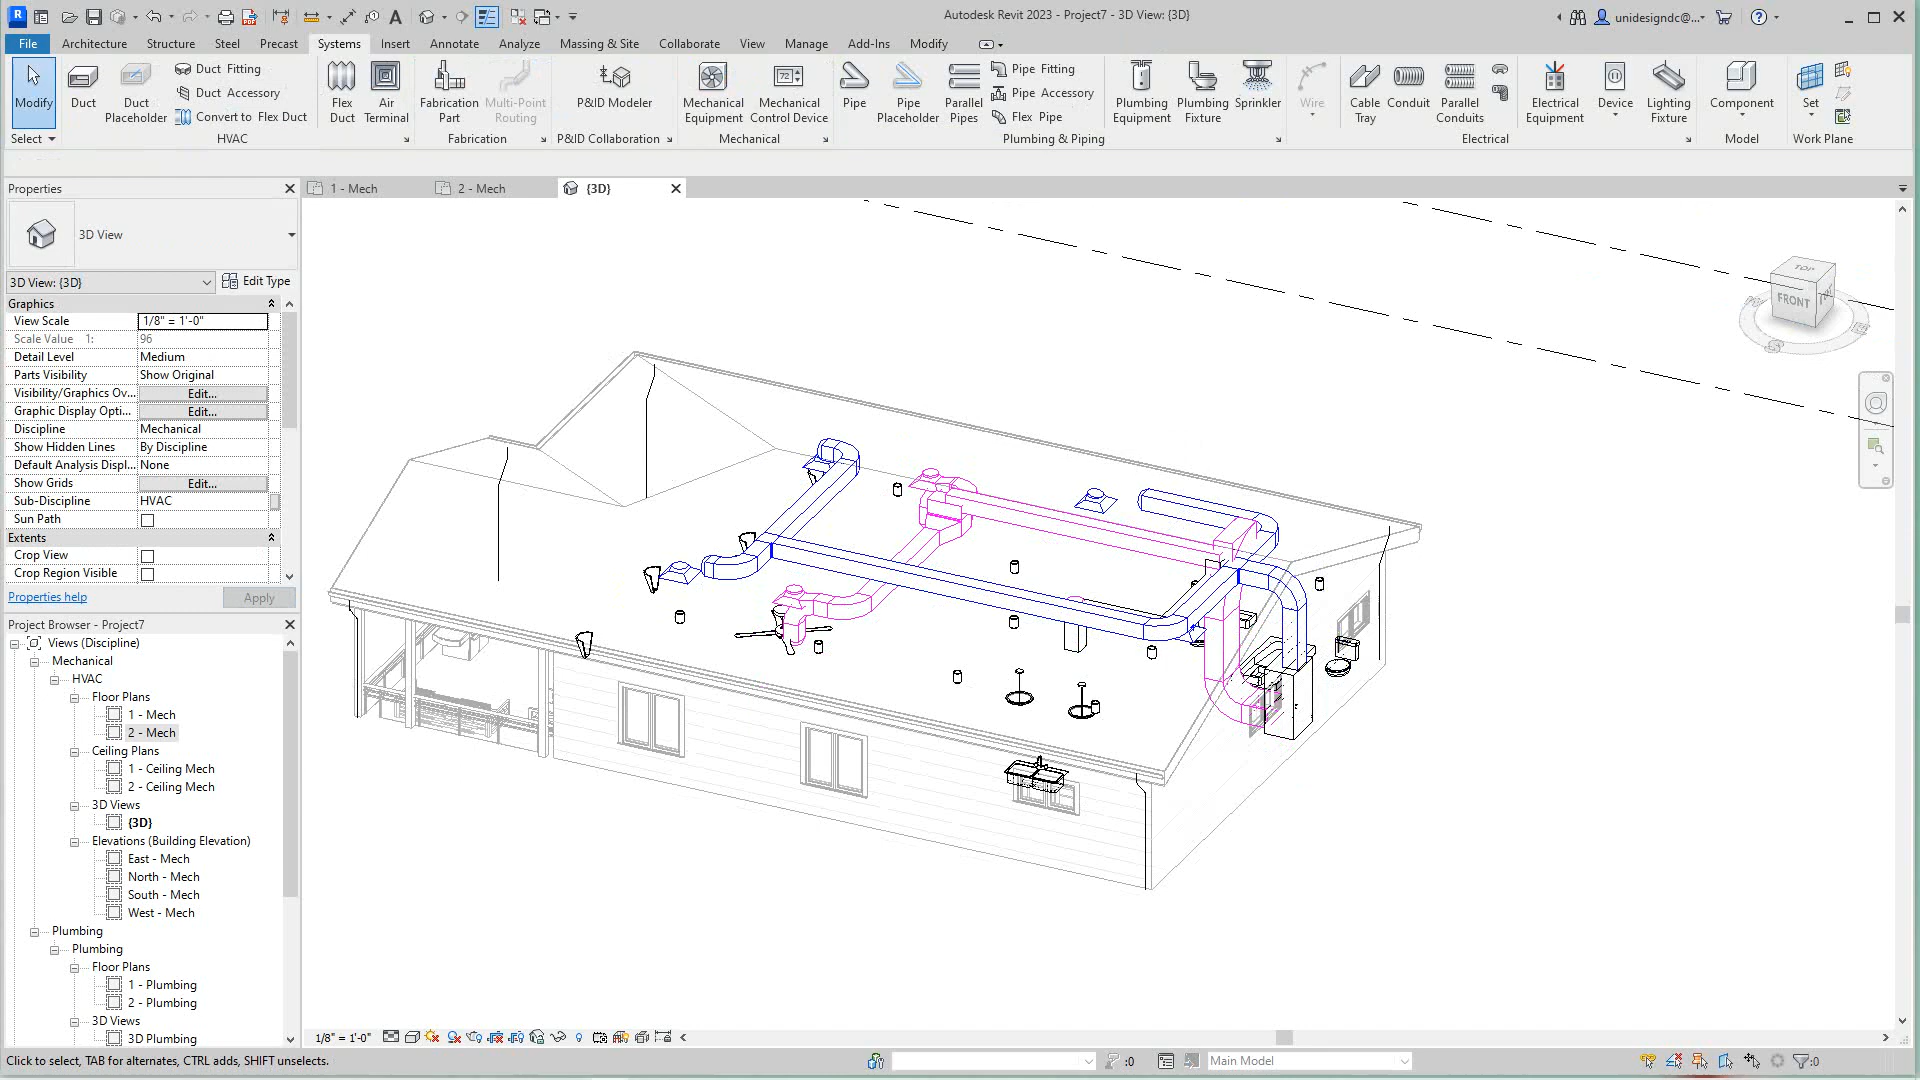 Autodesk Revit 2023 - Project7 - 3D View: {3D}
unidesigndc@...
File Architecture Structure Steel Precast Systems Insert Annotate Analyze Massing & Site Collaborate View Manage Add-Ins Modify
Modify
Select
Duct
Duct Placeholder
Duct Fitting
Duct Accessory
Convert to Flex Duct
Flex Duct
Air Terminal
HVAC
Fabrication Part
Multi-Point Routing
Fabrication
P&ID Modeler
P&ID Collaboration
Mechanical Equipment
72
Mechanical Control Device
Mechanical
Pipe
Pipe Placeholder
Parallel Pipes
Pipe Fitting
Pipe Accessory
Flex Pipe
Plumbing Equipment
Plumbing Fixture
Sprinkler
Plumbing & Piping
Wire
Cable Tray
Conduit
Parallel Conduits
Electrical Equipment
Device
Lighting Fixture
Electrical
Component
Model
Set
Work Plane
Properties
1 - Mech
2 - Mech
{3D}
3D View
3D View: {3D}
Edit Type
Graphics
View Scale 1/8" = 1'-0"
Scale Value 1: 96
Detail Level Medium
Parts Visibility Show Original
Visibility/Graphics Ov... Edit...
Graphic Display Opti... Edit...
Discipline Mechanical
Show Hidden Lines By Discipline
Default Analysis Displ... None
Show Grids Edit...
Sub-Discipline HVAC
Sun Path
Extents
Crop View
Crop Region Visible
Properties help Apply
Project Browser - Project7
Views (Discipline)
Mechanical
HVAC
Floor Plans
1 - Mech
2 - Mech
Ceiling Plans
1 - Ceiling Mech
2 - Ceiling Mech
3D Views
{3D}
Elevations (Building Elevation)
East - Mech
North - Mech
South - Mech
West - Mech
Plumbing
Plumbing
Floor Plans
1 - Plumbing
2 - Plumbing
3D Views
3D Plumbing
TOP
FRONT
1/8" = 1'-0"
Click to select, TAB for alternates, CTRL adds, SHIFT unselects.
:0
Main Model
:0